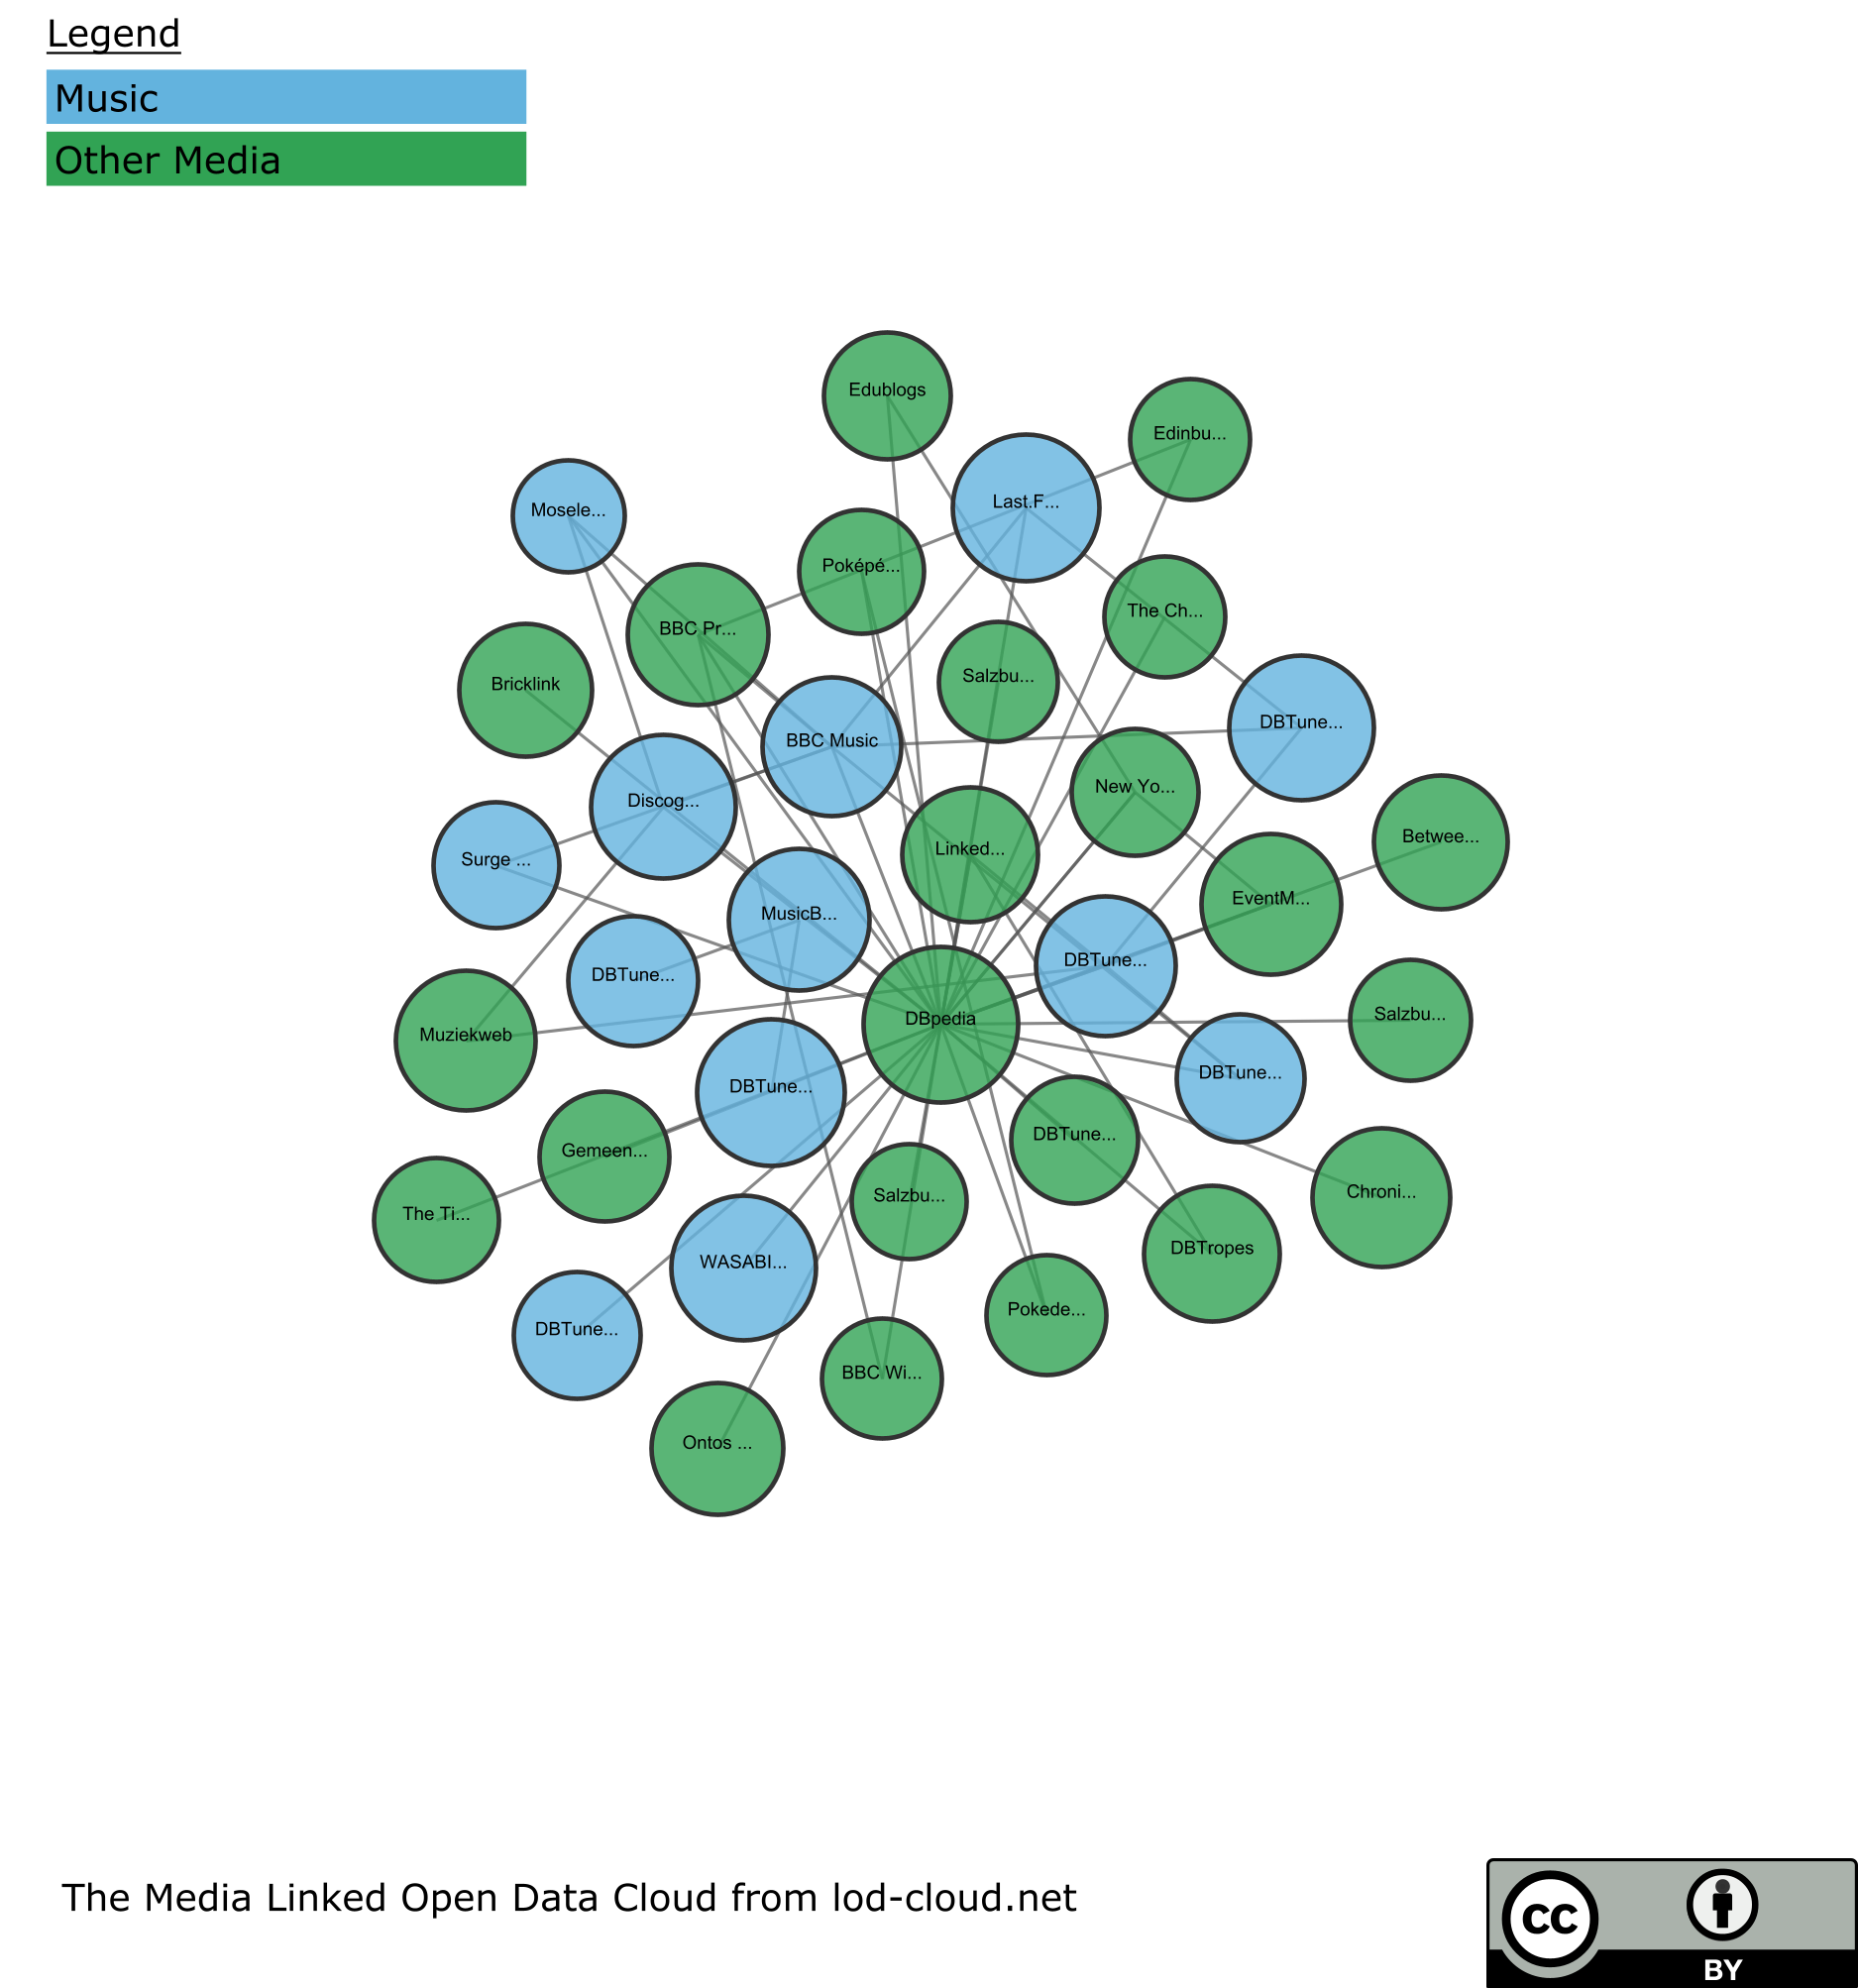 Legend
Music
Other Media
Edublogs
Edinbu...
Last.F...
Mosele...
Poképé...
The Ch...
BBC Pr...
Salzbu...
Bricklink
DBTune...
BBC Music
New Yo...
Discog...
Betwee...
Linked...
Surge ...
EventM...
MusicB...
DBTune...
DBTune...
Salzbu...
DBpedia
Muziekweb
DBTune...
DBTune...
DBTune...
Gemeen...
Chroni...
Salzbu...
The Ti...
DBTropes
WASABI...
Pokede...
DBTune...
BBC Wi...
Ontos ...
The Media Linked Open Data Cloud from lod-cloud.net
cc
BY